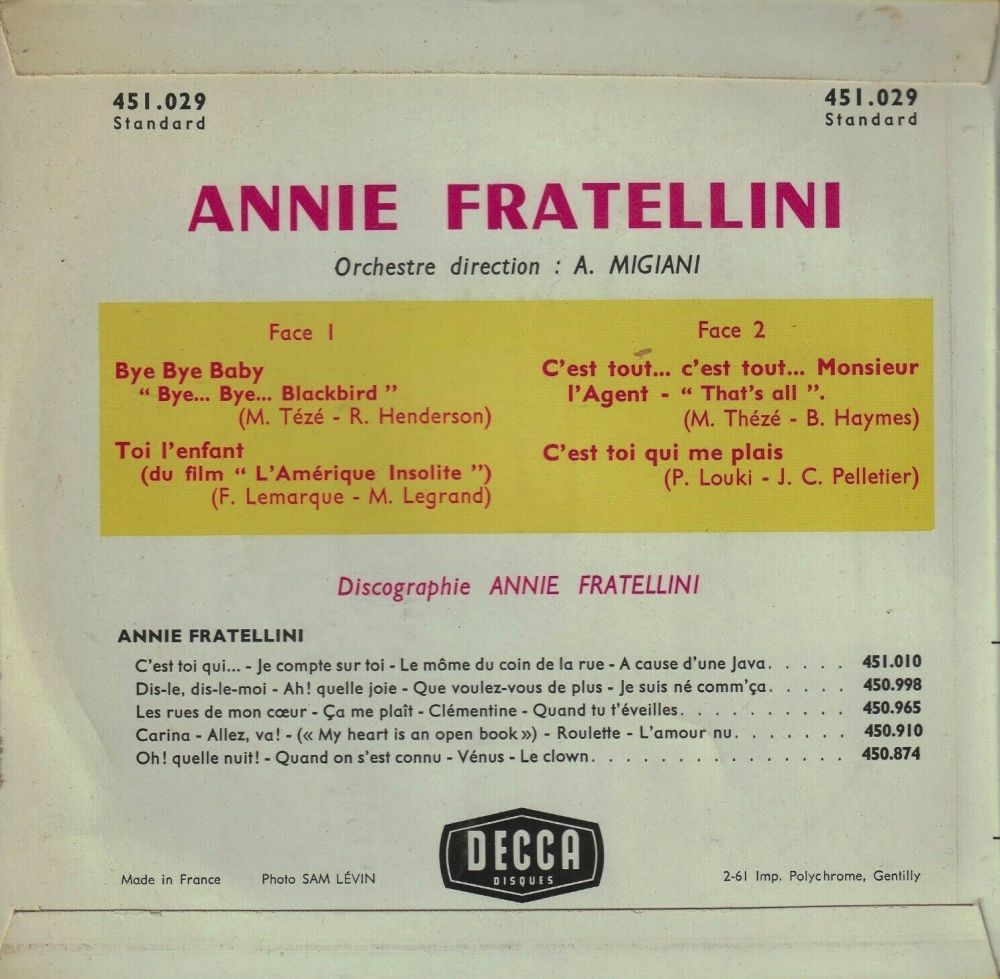 451.029
Standard
451.029
Standard
ANNIE FRATELLINI
Orchestre direction : A. MIGIANI
Face 1
Bye Bye Baby
“ Bye... Bye... Blackbird ”
(M. Tézé - R. Henderson)
Toi l'enfant
(du film “ L'Amérique Insolite ”)
(F. Lemarque - M. Legrand)
Face 2
C'est tout... c'est tout... Monsieur
l'Agent - “ That's all ”.
(M. Thézé - B. Haymes)
C'est toi qui me plais
(P. Louki - J. C. Pelletier)
Discographie ANNIE FRATELLINI
ANNIE FRATELLINI
C'est toi qui... - Je compte sur toi - Le môme du coin de la rue - A cause d'une Java. . . . . 451.010
Dis-le, dis-le-moi - Ah! quelle joie - Que voulez-vous de plus - Je suis né comm'ça. . . . . 450.998
Les rues de mon cœur - Ça me plaît - Clémentine - Quand tu t'éveilles. . . . . . . . . . 450.965
Carina - Allez, va! - (« My heart is an open book ») - Roulette - L'amour nu. . . . . . . 450.910
Oh! quelle nuit! - Quand on s'est connu - Vénus - Le clown. . . . . . . . . . . . . . 450.874
DECCA
DISQUES
Made in France Photo SAM LÉVIN
2-61 Imp. Polychrome, Gentilly